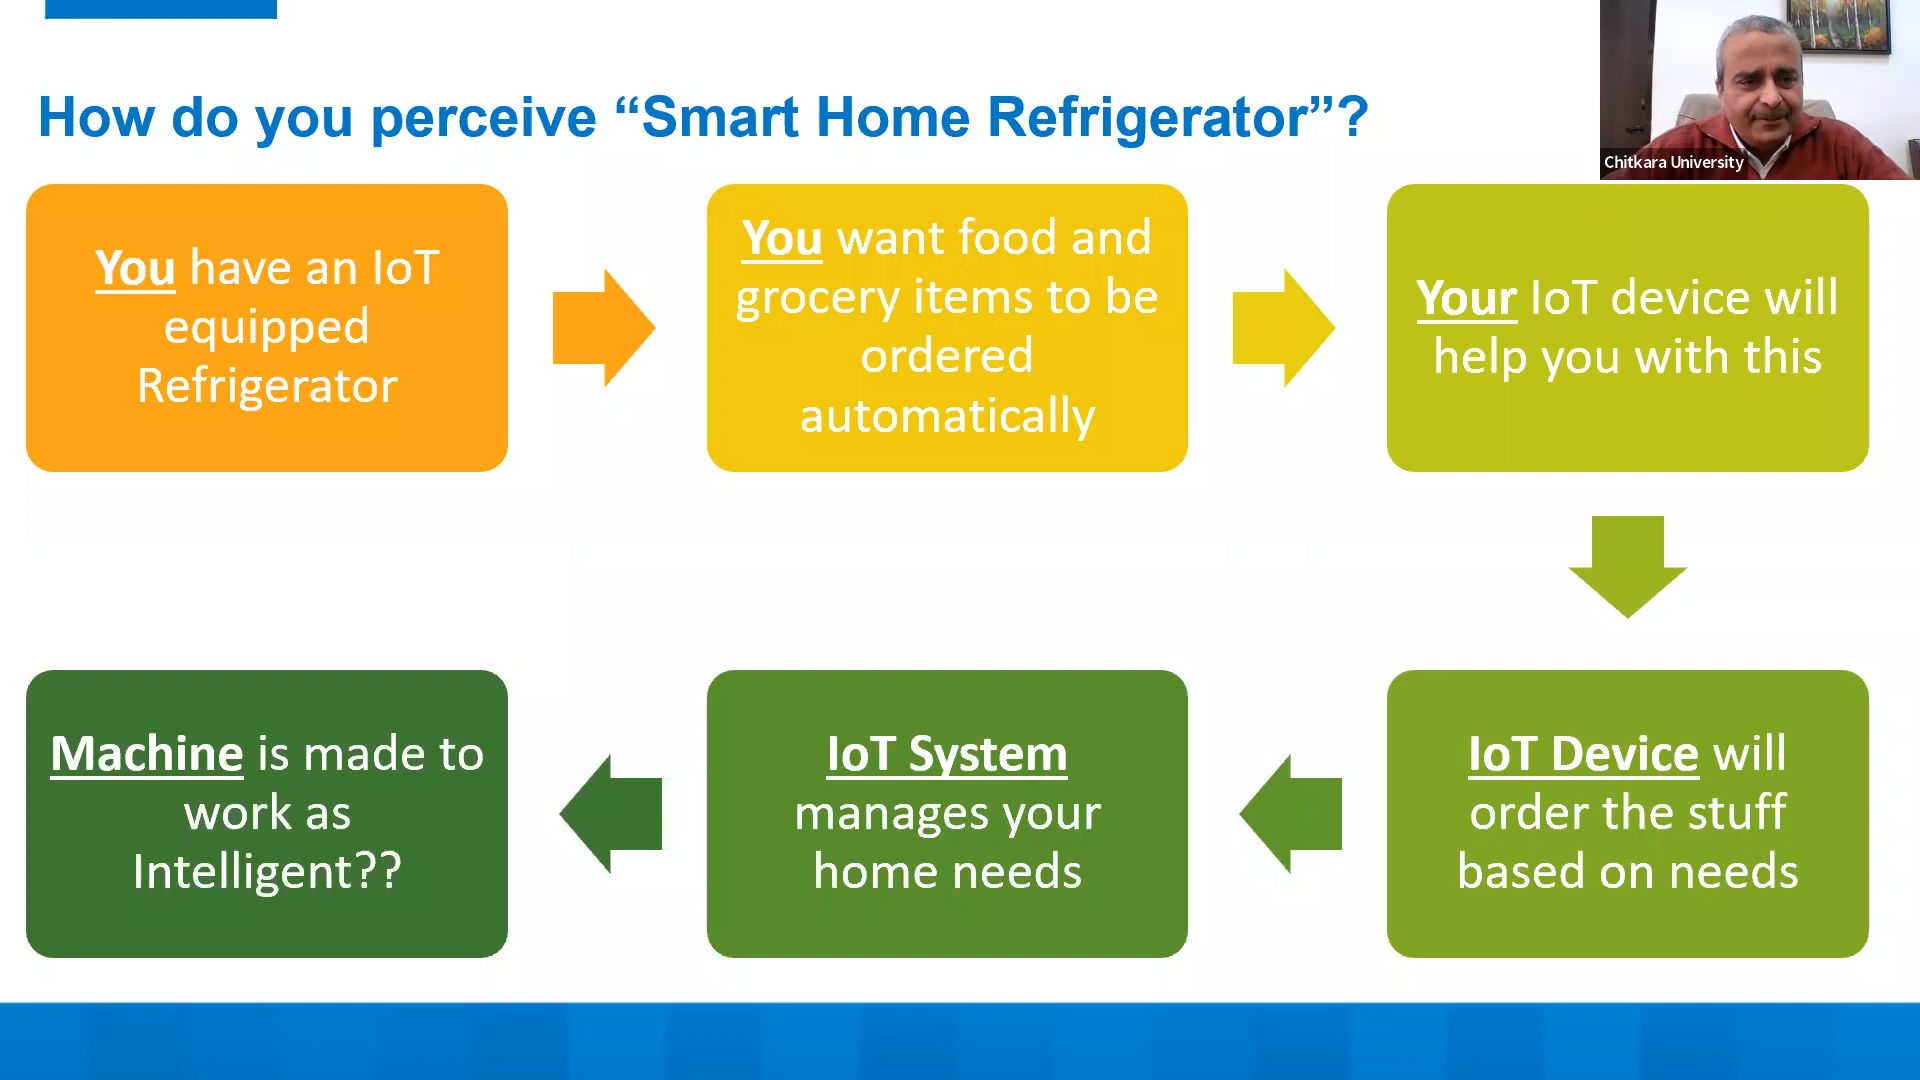 How do you perceive “Smart Home Refrigerator”?
Chitkara University
You have an IoT
equipped
Refrigerator
You want food and
grocery items to be
ordered
automatically
Your IoT device will
help you with this
IoT Device will
order the stuff
based on needs
IoT System
manages your
home needs
Machine is made to
work as
Intelligent??